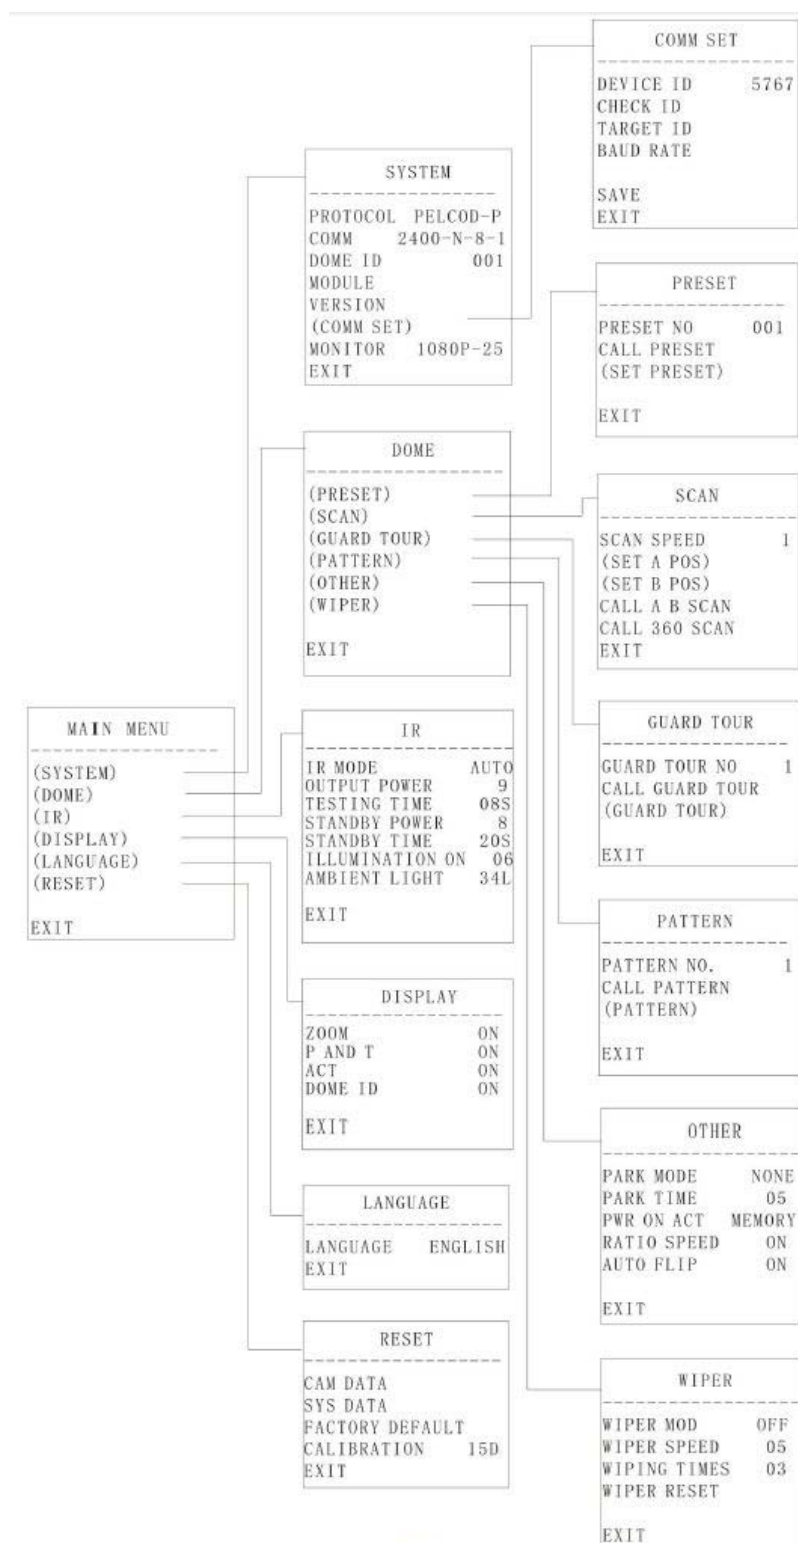 COMM SET
DEVICE ID 5767
CHECK ID
TARGET ID
BAUD RATE
SAVE
EXIT
SYSTEM
PROTOCOL PELCOD-P
COMM 2400-N-8-1
DOME ID 001
MODULE
VERSION
(COMM SET)
MONITOR 1080P-25
EXIT
PRESET
PRESET NO 001
CALL PRESET
(SET PRESET)
EXIT
DOME
(PRESET)
(SCAN)
(GUARD TOUR)
(PATTERN)
(OTHER)
(WIPER)
EXIT
SCAN
SCAN SPEED 1
(SET A POS)
(SET B POS)
CALL A B SCAN
CALL 360 SCAN
EXIT
MAIN MENU
(SYSTEM)
(DOME)
(IR)
(DISPLAY)
(LANGUAGE)
(RESET)
EXIT
IR
IR MODE AUTO
OUTPUT POWER 9
TESTING TIME 08S
STANDBY POWER 8
STANDBY TIME 20S
ILLUMINATION ON 06
AMBIENT LIGHT 34L
EXIT
GUARD TOUR
GUARD TOUR NO 1
CALL GUARD TOUR
(GUARD TOUR)
EXIT
PATTERN
PATTERN NO. 1
CALL PATTERN
(PATTERN)
EXIT
DISPLAY
ZOOM ON
P AND T ON
ACT ON
DOME ID ON
EXIT
OTHER
PARK MODE NONE
PARK TIME 05
PWR ON ACT MEMORY
RATIO SPEED ON
AUTO FLIP ON
EXIT
LANGUAGE
LANGUAGE ENGLISH
EXIT
RESET
CAM DATA
SYS DATA
FACTORY DEFAULT
CALIBRATION 15D
EXIT
WIPER
WIPER MOD OFF
WIPER SPEED 05
WIPING TIMES 03
WIPER RESET
EXIT